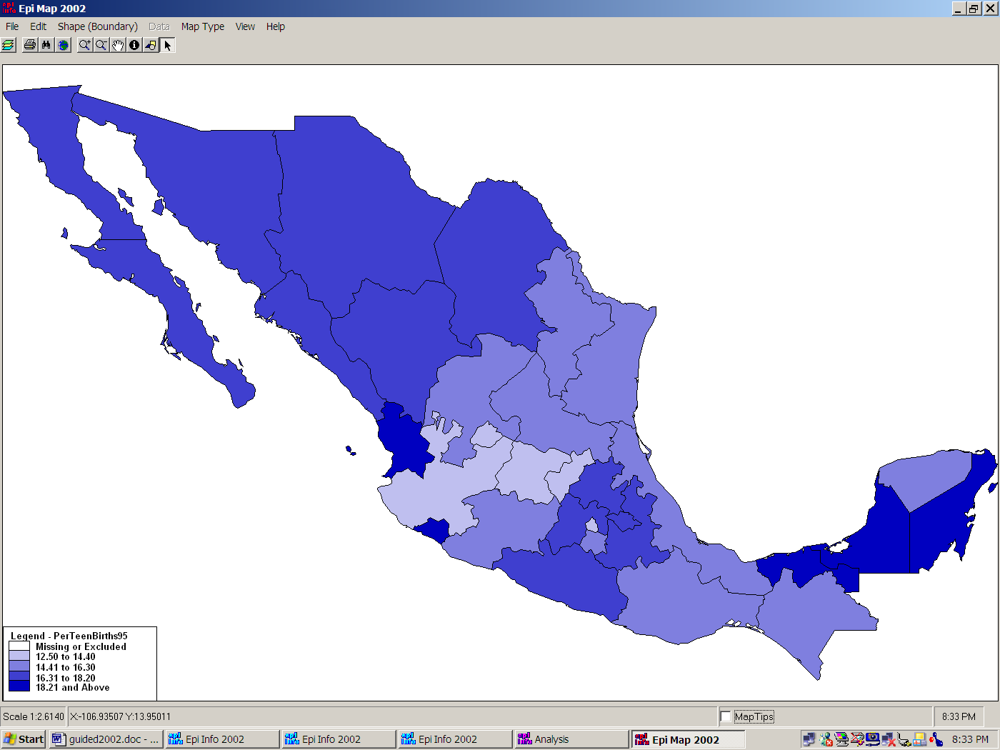 Epi Map 2002
File Edit Shape (Boundary) Data Map Type View Help
Legend - PerTeenBirths95
Missing or Excluded
12.50 to 14.40
14.41 to 16.30
16.31 to 18.20
18.21 and Above
Scale 1:2.6140 X:-106.93507 Y:13.95011 MapTips 8:33 PM
Start guided2002.doc - ... Epi Info 2002 Epi Info 2002 Epi Info 2002 Analysis Epi Map 2002 8:33 PM